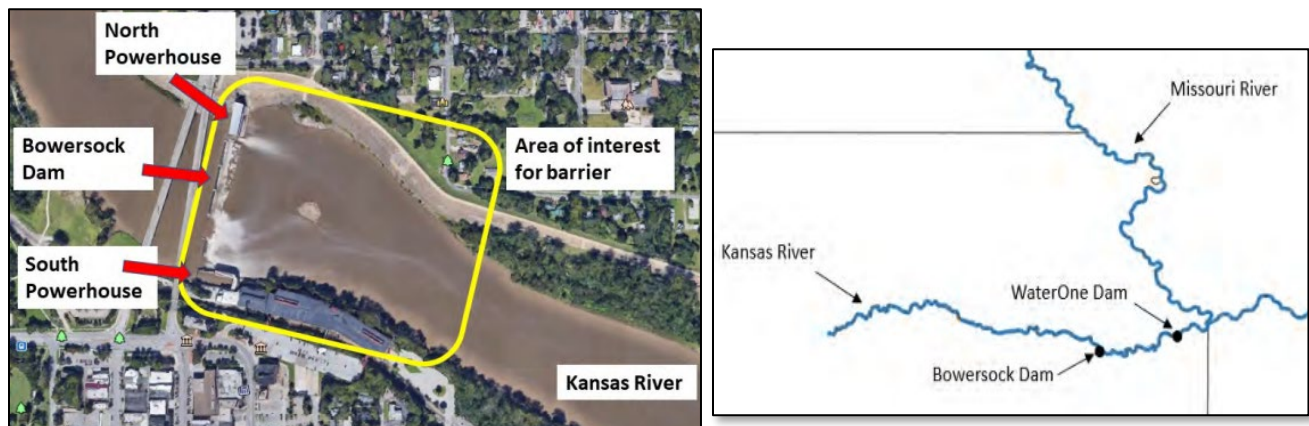 North
Powerhouse
Bowersock
Dam
South
Powerhouse
Area of interest
for barrier
Kansas River
Missouri River
Kansas River
WaterOne Dam
Bowersock Dam